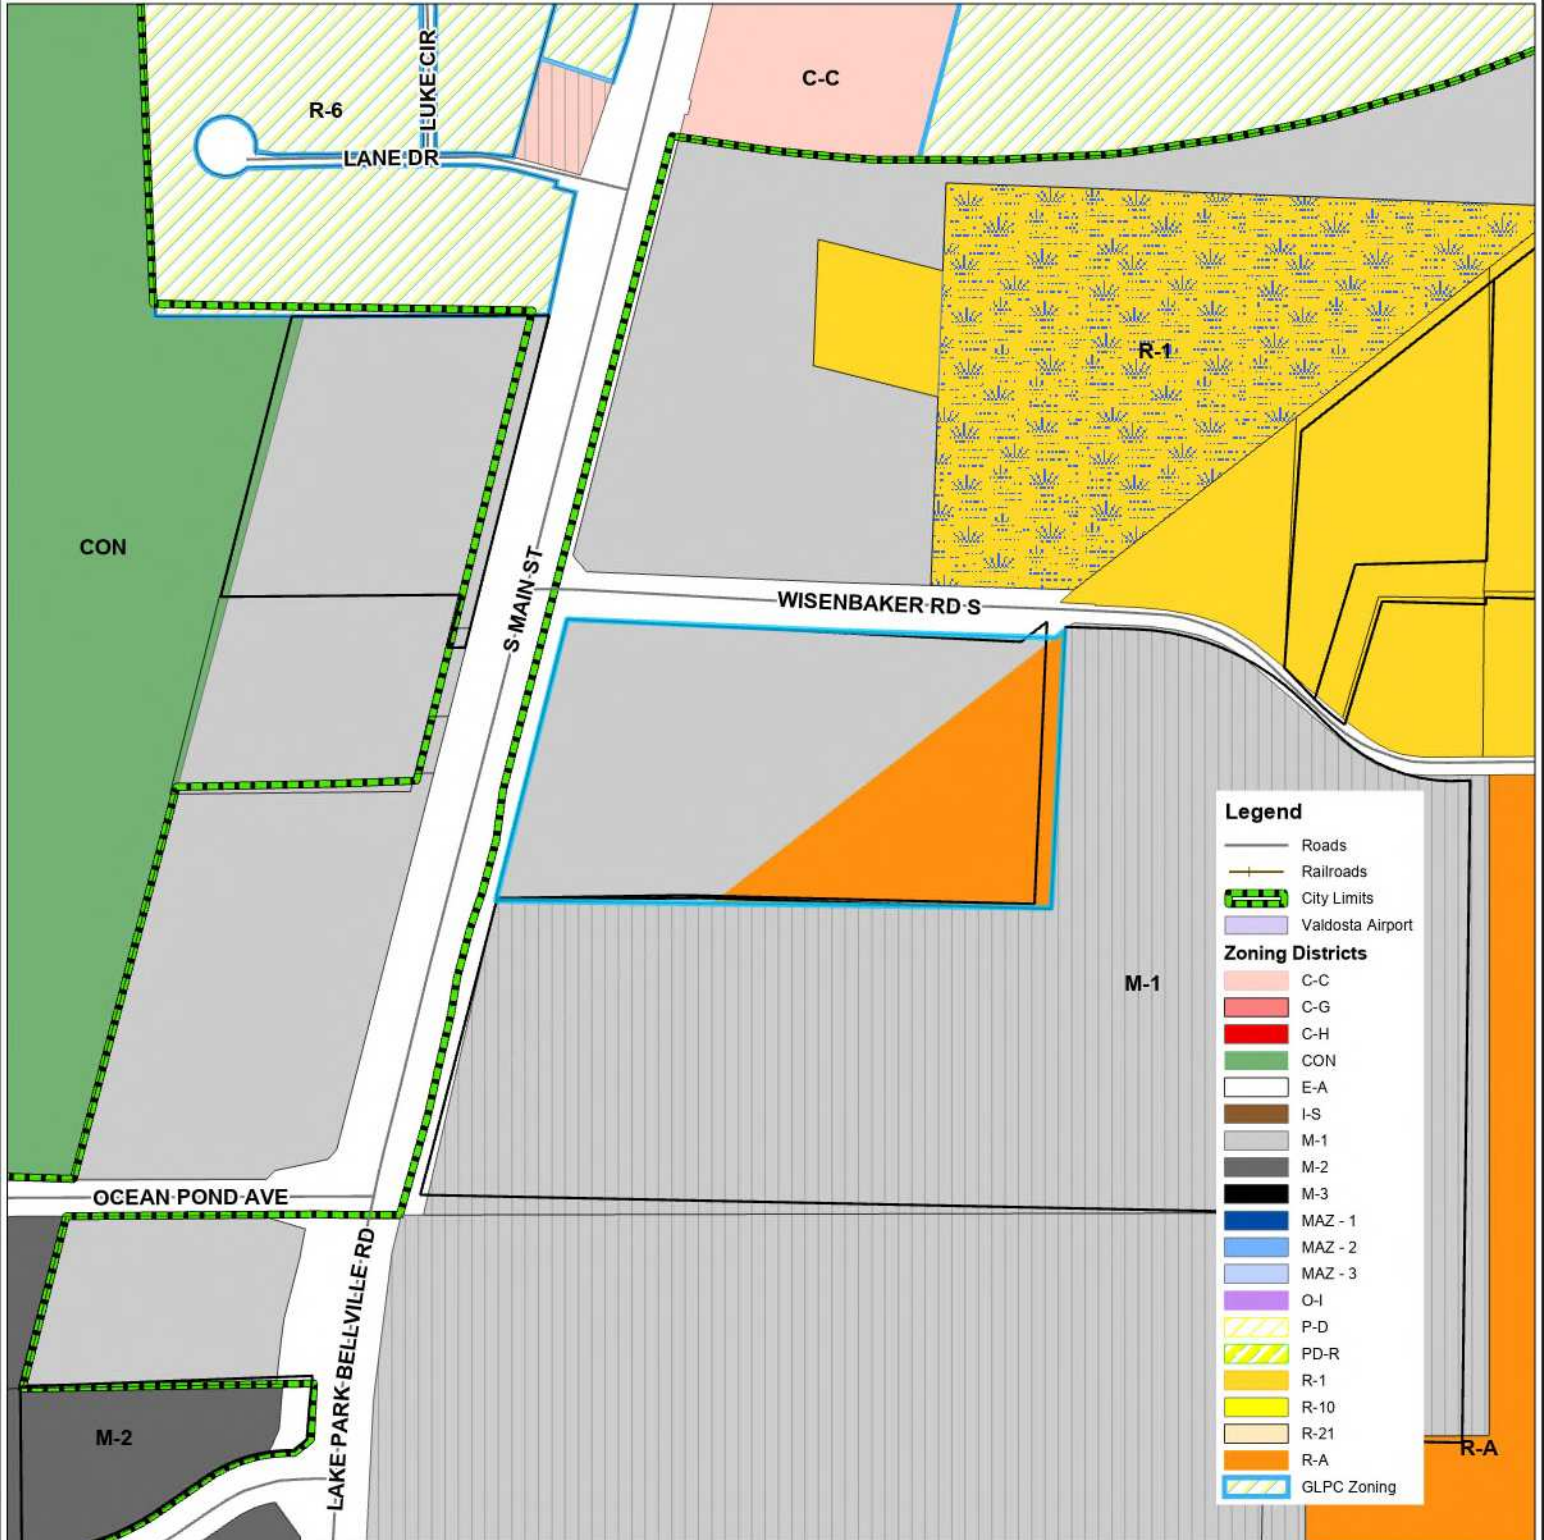 C-C
R-6
LUKE CIR
LANE DR
R-1
CON
S MAIN ST
WISENBAKER RD S
M-1
OCEAN POND AVE
LAKE PARK BELLVILLE RD
M-2
R-A
Legend
Roads
Railroads
City Limits
Valdosta Airport
Zoning Districts
C-C
C-G
C-H
CON
E-A
I-S
M-1
M-2
M-3
MAZ - 1
MAZ - 2
MAZ - 3
O-I
P-D
PD-R
R-1
R-10
R-21
R-A
GLPC Zoning